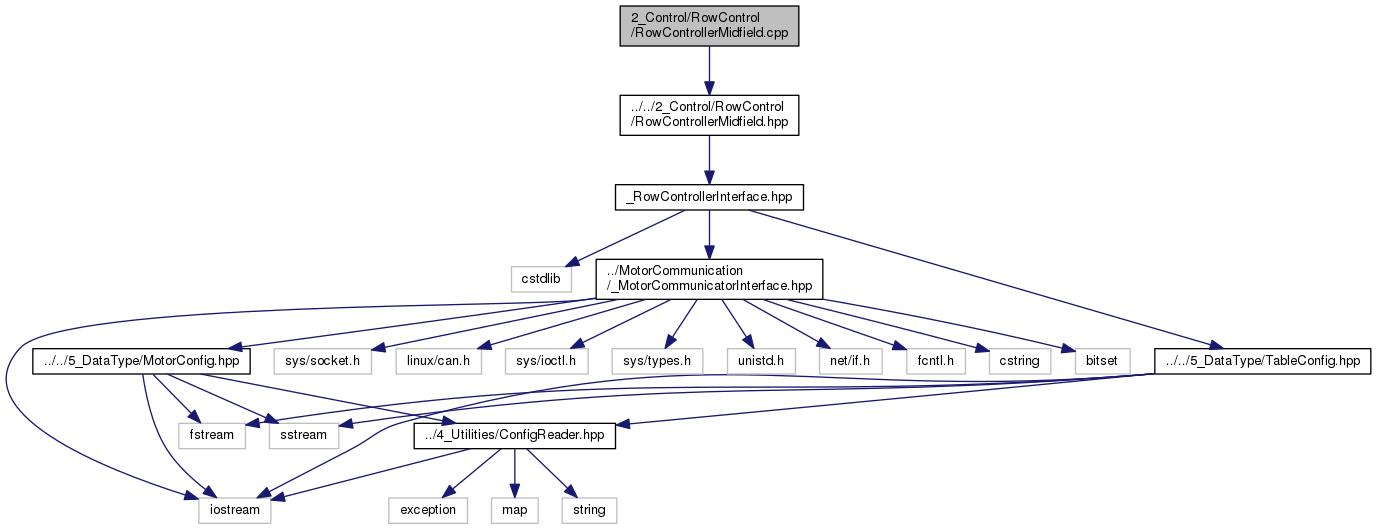 2_Control/RowControl
/RowControllerMidfield.cpp
../../2_Control/RowControl
/RowControllerMidfield.hpp
_RowControllerInterface.hpp
cstdlib
../MotorCommunication
/_MotorCommunicatorInterface.hpp
../../5_DataType/MotorConfig.hpp
sys/socket.h
linux/can.h
sys/ioctl.h
sys/types.h
unistd.h
net/if.h
fcntl.h
cstring
bitset
../../5_DataType/TableConfig.hpp
fstream
sstream
../4_Utilities/ConfigReader.hpp
iostream
exception
map
string